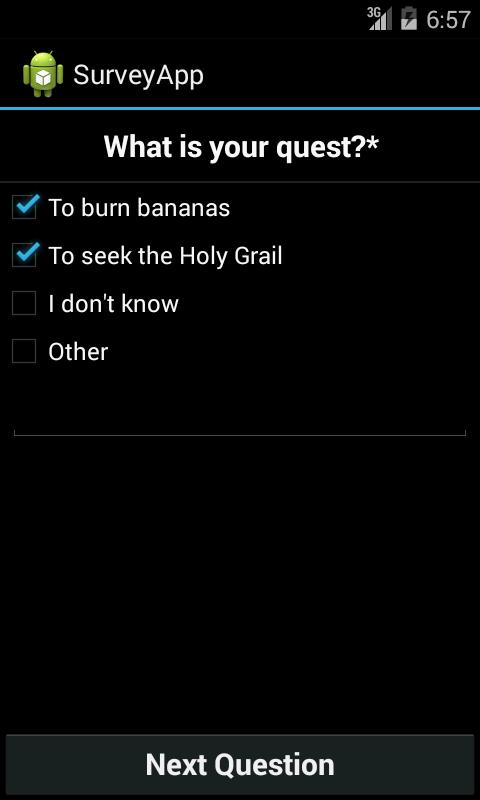 3G 6:57
SurveyApp
What is your quest?*
To burn bananas
To seek the Holy Grail
I don't know
Other
Next Question